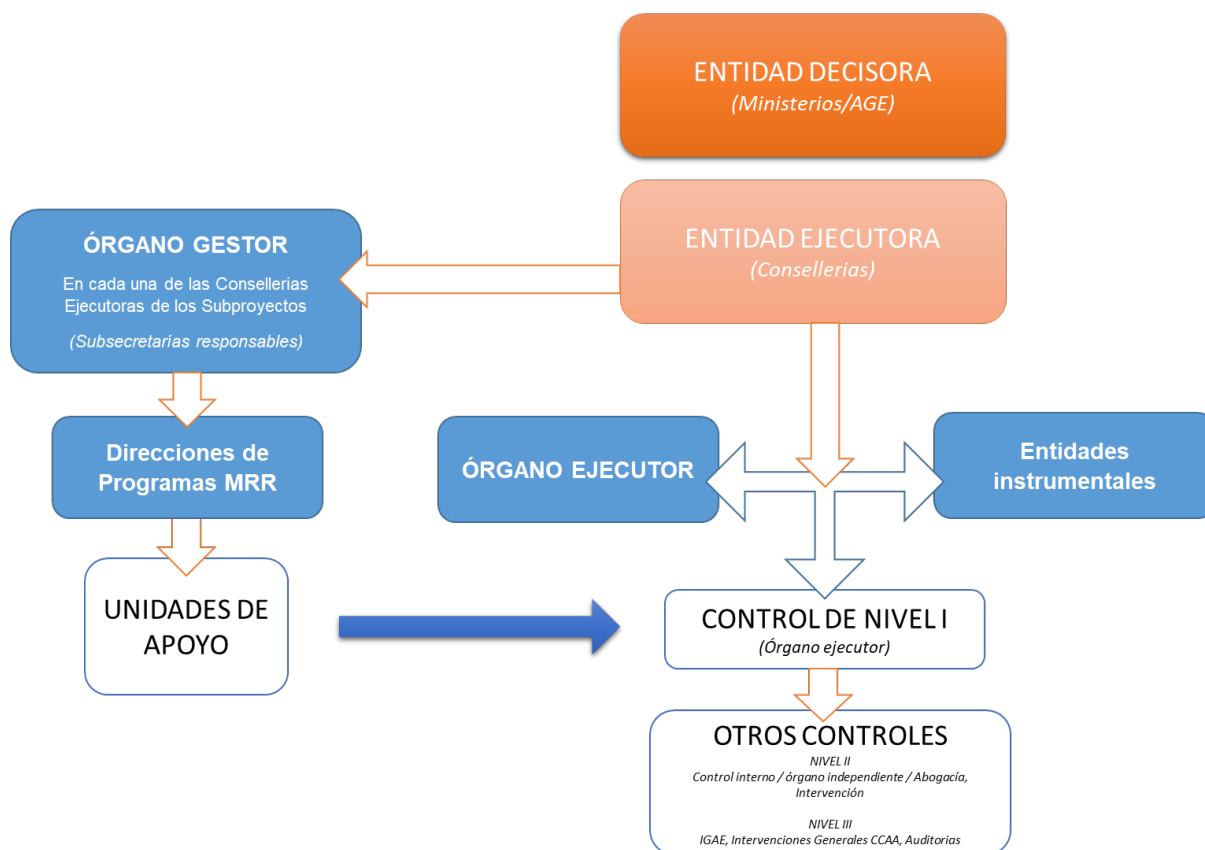 ENTIDAD DECISORA
(Ministerios/AGE)
ENTIDAD EJECUTORA
(Consellerias)
ÓRGANO GESTOR
En cada una de las Consellerias
Ejecutoras de los Subproyectos
(Subsecretarías responsables)
Direcciones de
Programas MRR
ÓRGANO EJECUTOR
Entidades
instrumentales
UNIDADES DE
APOYO
CONTROL DE NIVEL I
(Órgano ejecutor)
OTROS CONTROLES
NIVEL II
Control interno / órgano independiente / Abogacía,
Intervención
NIVEL III
IGAE, Intervenciones Generales CCAA, Auditorias